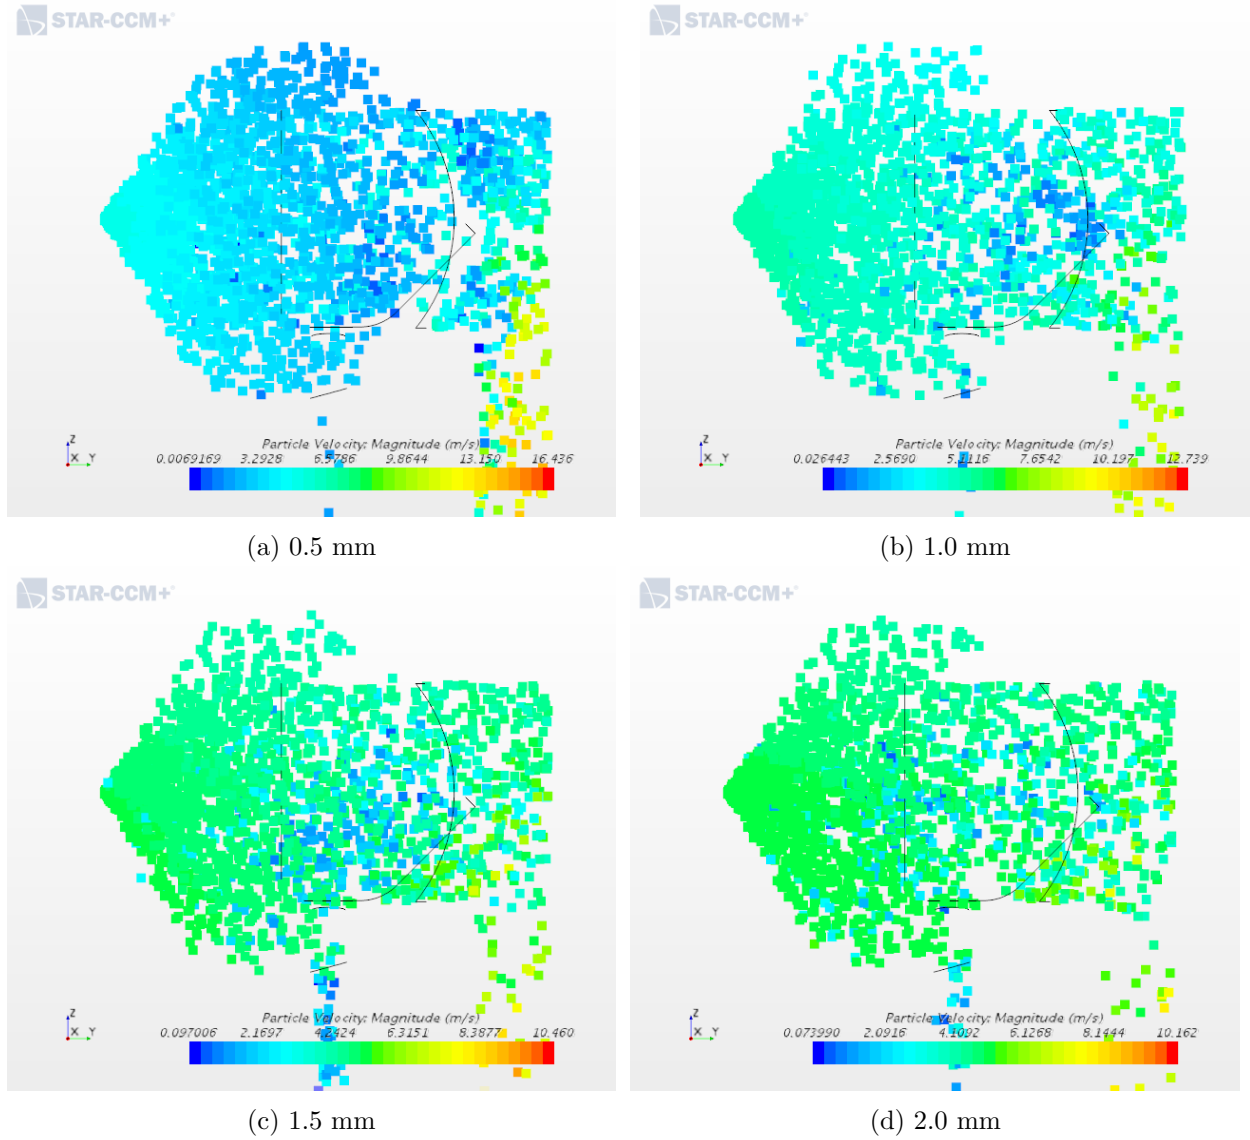 STAR-CCM+
STAR-CCM+
Z
X Y
Particle Velocity: Magnitude (m/s)
0.0069169 3.2928 6.5786 9.8644 13.150 16.436
Z
X Y
Particle Velocity: Magnitude (m/s)
0.026443 2.5690 5.1116 7.6542 10.197 12.739
(a) 0.5 mm
(b) 1.0 mm
STAR-CCM+
STAR-CCM+
Z
X Y
Particle Velocity: Magnitude (m/s)
0.097006 2.1697 4.2424 6.3151 8.3877 10.460
Z
X Y
Particle Velocity: Magnitude (m/s)
0.073990 2.0916 4.1092 6.1268 8.1444 10.162
(c) 1.5 mm
(d) 2.0 mm